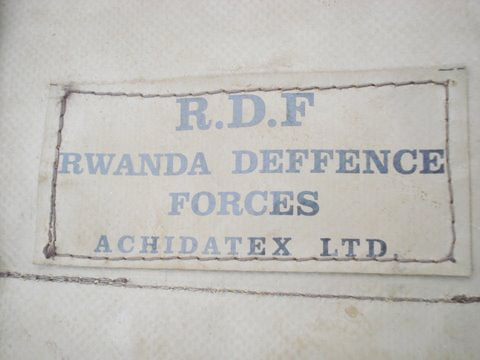 R.D.F
RWANDA DEFFENCE
FORCES
ACHIDATEX LTD.